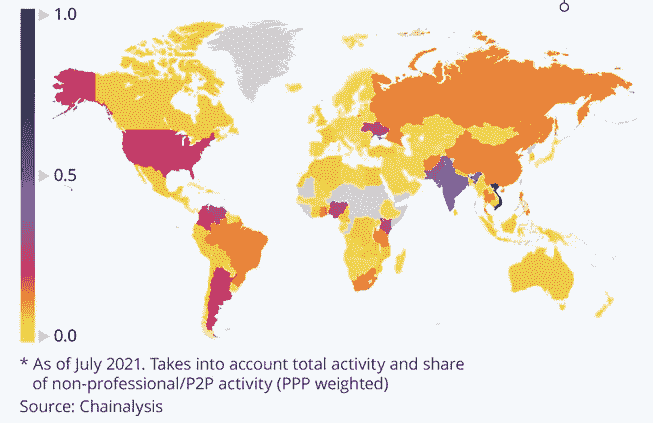 1.0
0.5
0.0
* As of July 2021. Takes into account total activity and share
of non-professional/P2P activity (PPP weighted)
Source: Chainalysis